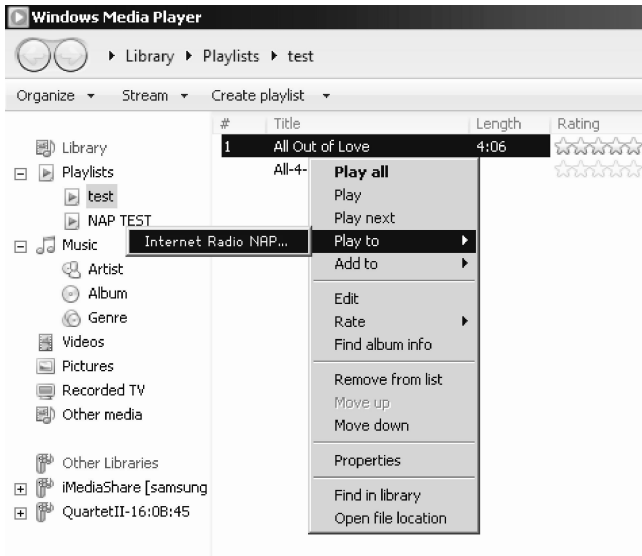 Windows Media Player
Library Playlists test
Organize Stream Create playlist
# Title Length Rating
1 All Out of Love 4:06
All-4-
Library
Playlists
test
NAP TEST
Music
Artist
Album
Genre
Videos
Pictures
Recorded TV
Other media
Other Libraries
iMediaShare [samsung
QuartetII-16:0B:45
Play all
Play
Play next
Play to
Internet Radio NAP...
Add to
Edit
Rate
Find album info
Remove from list
Move up
Move down
Properties
Find in library
Open file location